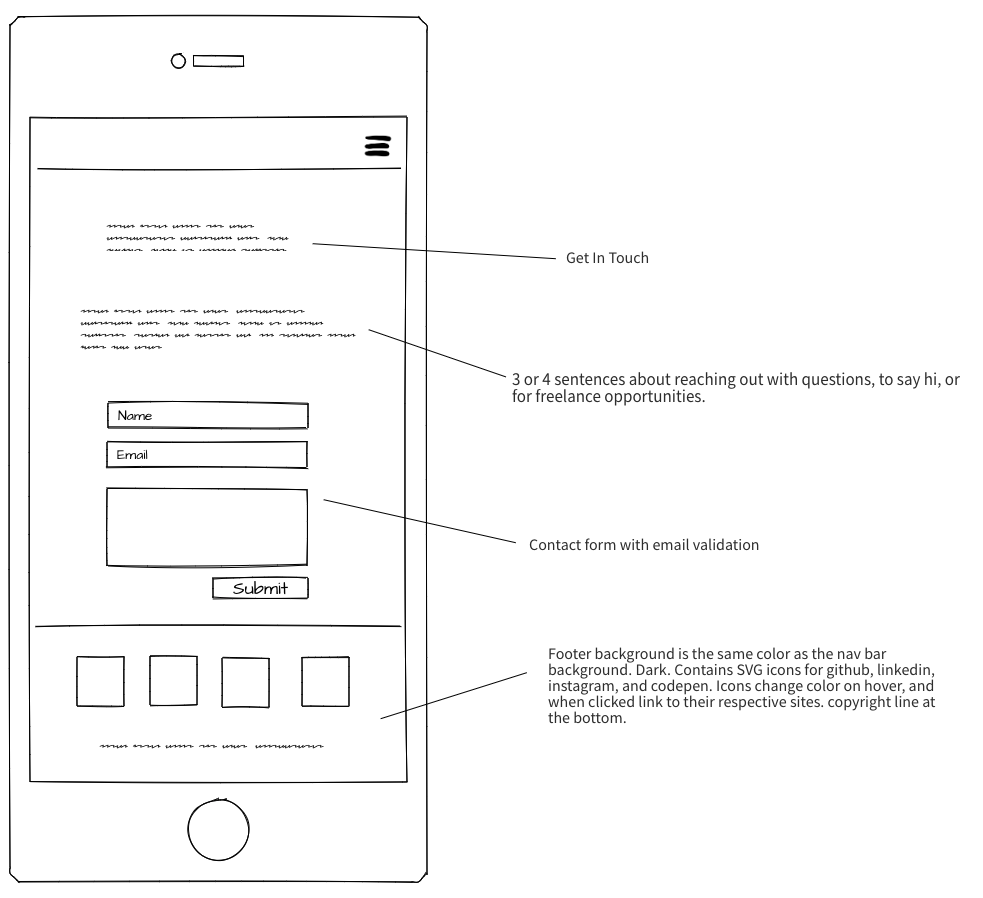 Get In Touch
3 or 4 sentences about reaching out with questions, to say hi, or
for freelance opportunities.
Name
Email
Contact form with email validation
Submit
Footer background is the same color as the nav bar
background. Dark. Contains SVG icons for github, linkedin,
instagram, and codepen. Icons change color on hover, and
when clicked link to their respective sites. copyright line at
the bottom.